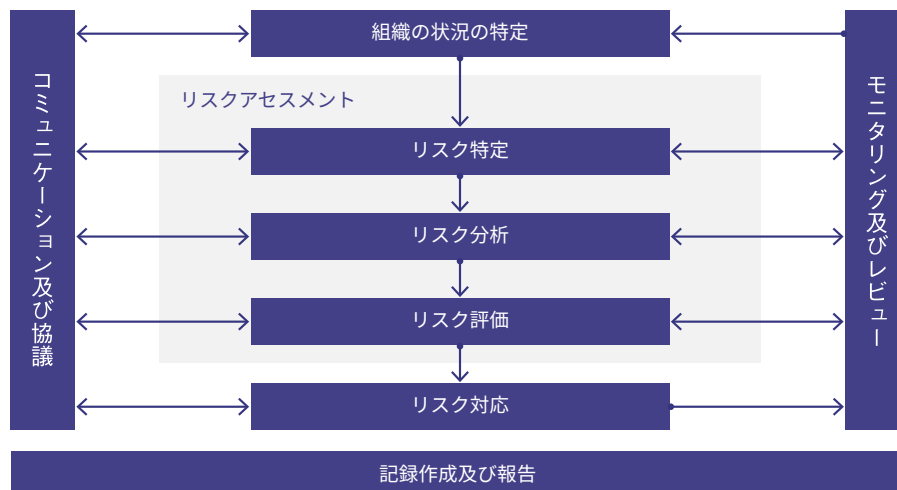 組織の状況の特定
コミュニケーション及び協議
モニタリング及びレビュー
リスクアセスメント
リスク特定
リスク分析
リスク評価
リスク対応
記録作成及び報告